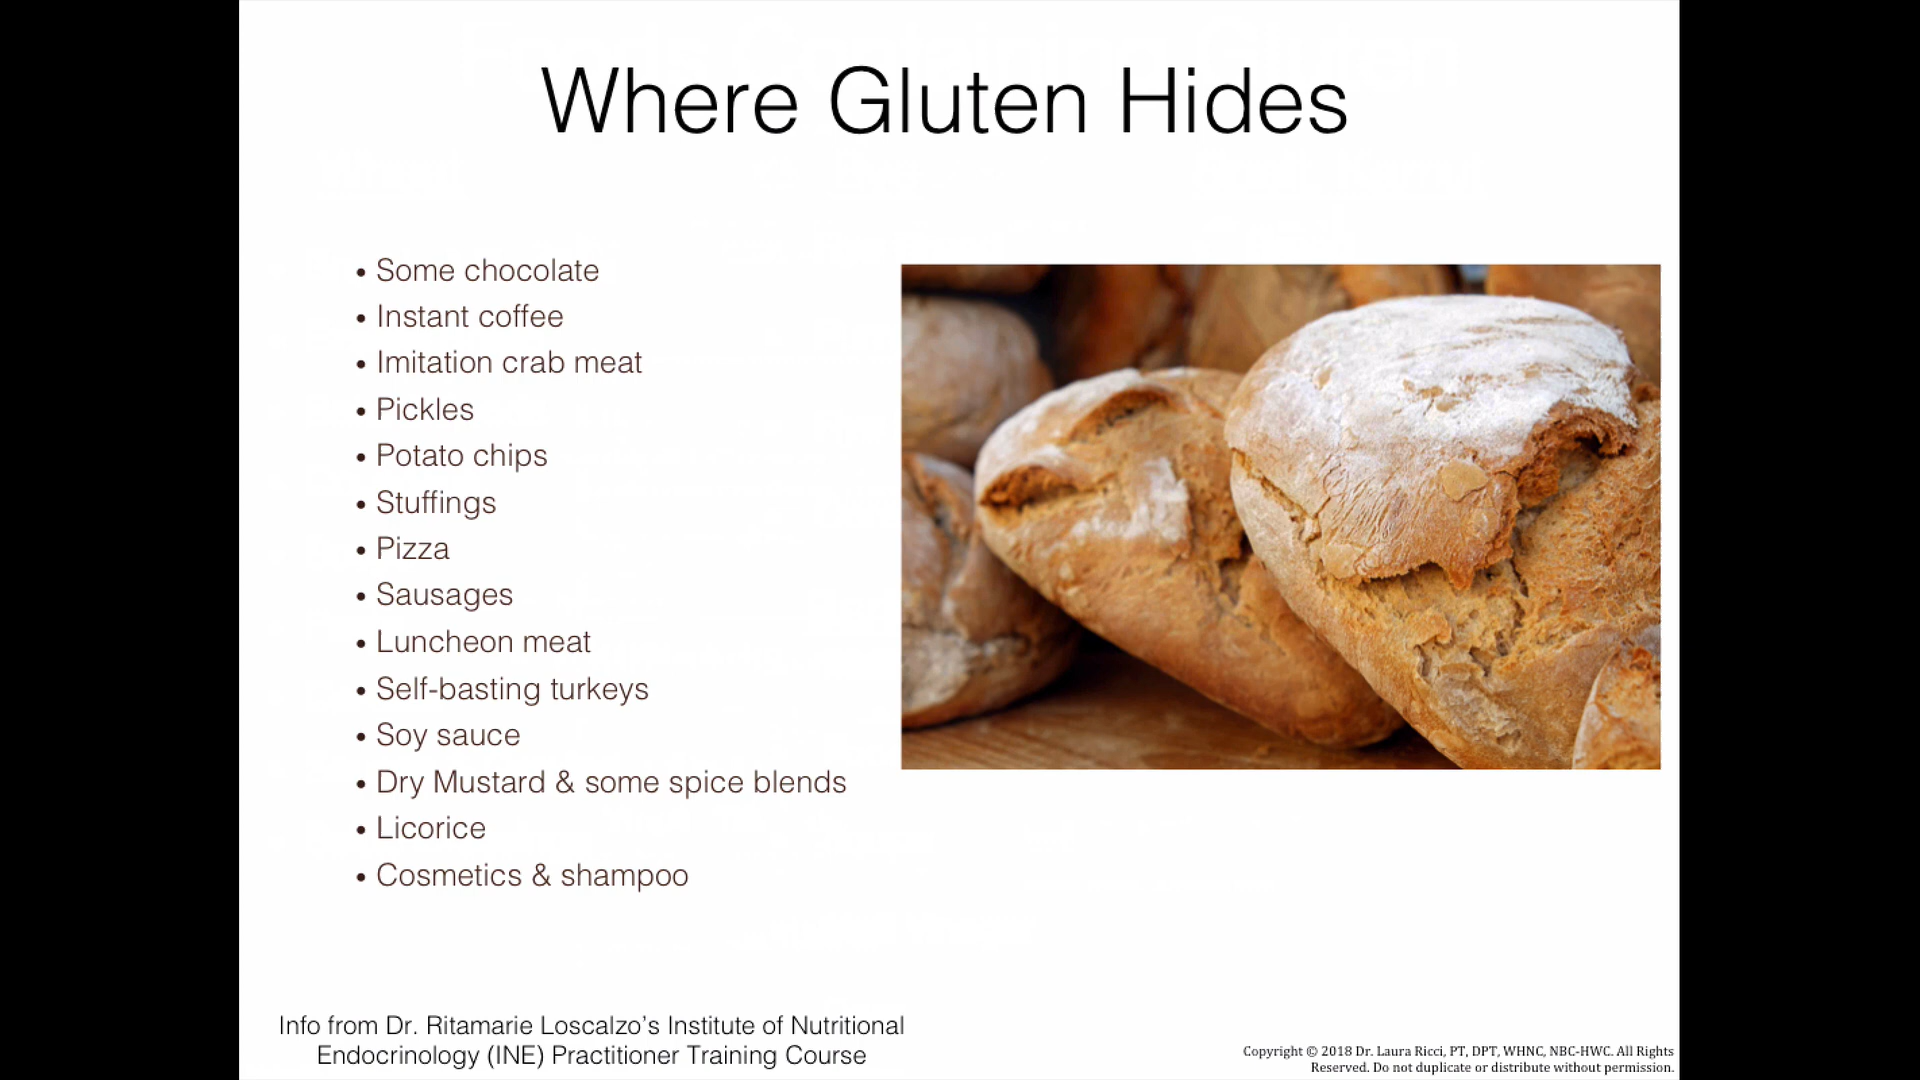 Where Gluten Hides
• Some chocolate
• Instant coffee
• Imitation crab meat
• Pickles
• Potato chips
• Stuffings
• Pizza
• Sausages
• Luncheon meat
• Self-basting turkeys
• Soy sauce
• Dry Mustard & some spice blends
• Licorice
• Cosmetics & shampoo
Info from Dr. Ritamarie Loscalzo’s Institute of Nutritional
Endocrinology (INE) Practitioner Training Course
Copyright © 2018 Dr. Laura Ricci, PT, DPT, WHNC, NBC-HWC. All Rights
Reserved. Do not duplicate or distribute without permission.